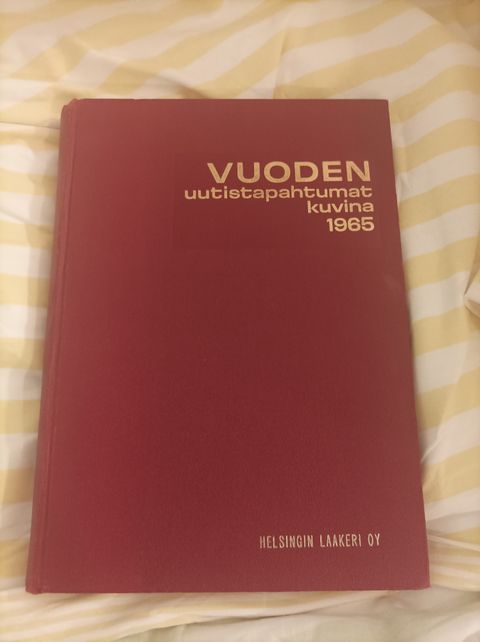 VUODEN
uutistapahtumat
kuvina
1965
HELSINGIN LAAKERI OY